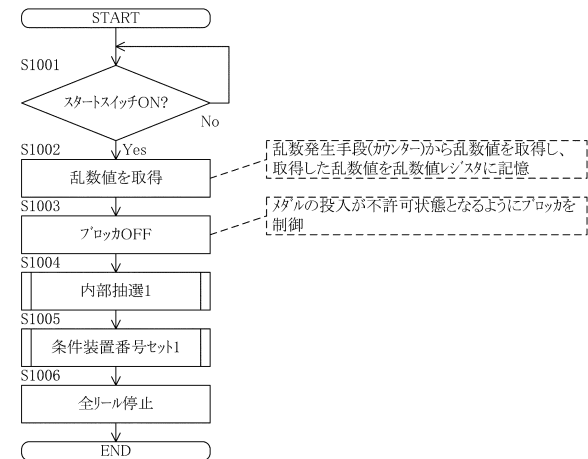 START
S1001
スタートスイッチON?
No
Yes
S1002
乱数値を取得
乱数発生手段(カウンター)から乱数値を取得し、
取得した乱数値を乱数値レジスタに記憶
S1003
ブロッカOFF
メダルの投入が不許可状態となるようにブロッカを
制御
S1004
内部抽選1
S1005
条件装置番号セット1
S1006
全リール停止
END